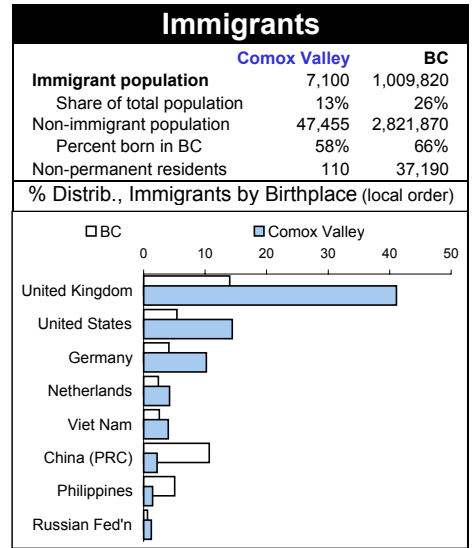 Immigrants
Comox Valley BC
Immigrant population 7,100 1,009,820
Share of total population 13% 26%
Non-immigrant population 47,455 2,821,870
Percent born in BC 58% 66%
Non-permanent residents 110 37,190
% Distrib., Immigrants by Birthplace (local order)
BC Comox Valley
0 10 20 30 40 50
United Kingdom
United States
Germany
Netherlands
Viet Nam
China (PRC)
Philippines
Russian Fed'n